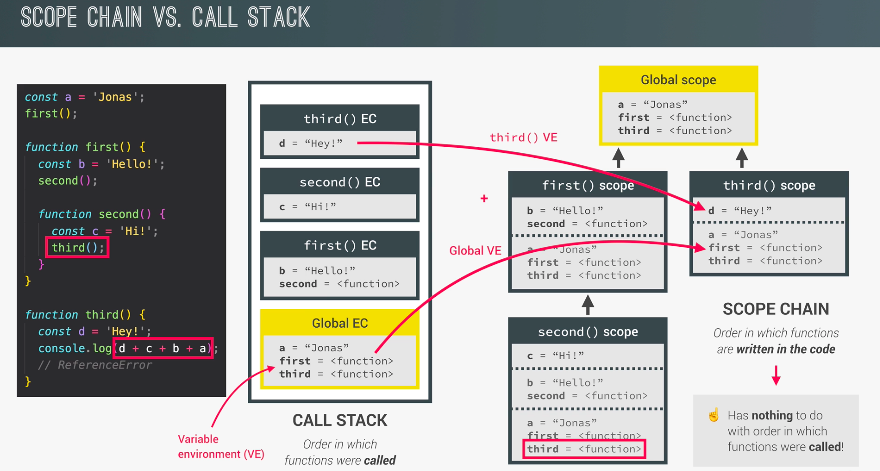 SCOPE CHAIN VS. CALL STACK
const a = 'Jonas';
first();
function first() {
const b = 'Hello!';
second();
function second() {
const c = 'Hi!';
third();
}
}
function third() {
const d = 'Hey!';
console.log(d + c + b + a);
// ReferenceError
}
third() EC
d = “Hey!”
second() EC
c = “Hi!”
first() EC
b = “Hello!”
second = <function>
Global EC
a = “Jonas”
first = <function>
third = <function>
Variable
environment (VE)
CALL STACK
Order in which
functions were called
third() VE
+
Global VE
Global scope
a = “Jonas”
first = <function>
third = <function>
first() scope
b = “Hello!”
second = <function>
a = “Jonas”
first = <function>
third = <function>
second() scope
c = “Hi!”
b = “Hello!”
second = <function>
a = “Jonas”
first = <function>
third = <function>
third() scope
d = “Hey!”
a = “Jonas”
first = <function>
third = <function>
SCOPE CHAIN
Order in which functions
are written in the code
☝ Has nothing to do
with order in which
functions were called!